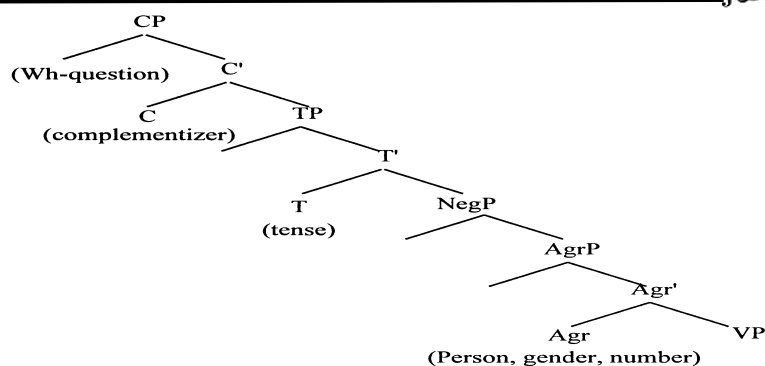 CP
(Wh-question)
C'
C
(complementizer)
TP
T'
T
(tense)
NegP
AgrP
Agr'
Agr
VP
(Person, gender, number)